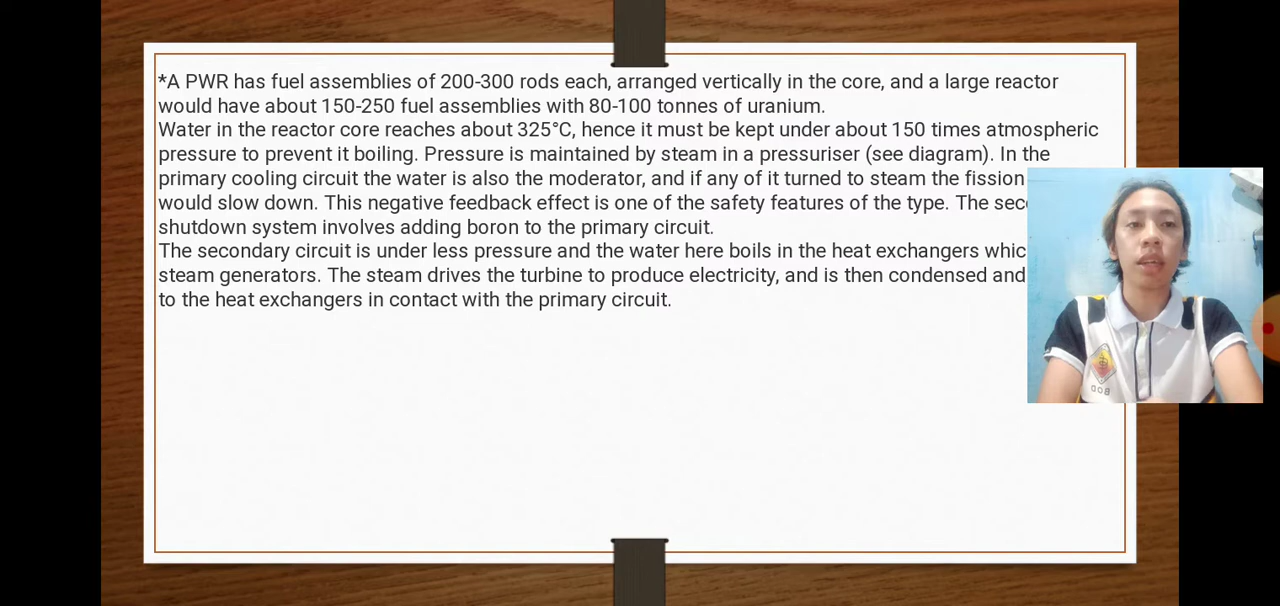 *A PWR has fuel assemblies of 200-300 rods each, arranged vertically in the core, and a large reactor
would have about 150-250 fuel assemblies with 80-100 tonnes of uranium.
Water in the reactor core reaches about 325°C, hence it must be kept under about 150 times atmospheric
pressure to prevent it boiling. Pressure is maintained by steam in a pressuriser (see diagram). In the
primary cooling circuit the water is also the moderator, and if any of it turned to steam the fission
would slow down. This negative feedback effect is one of the safety features of the type. The
shutdown system involves adding boron to the primary circuit.
The secondary circuit is under less pressure and the water here boils in the heat exchangers
steam generators. The steam drives the turbine to produce electricity, and is then condensed and
to the heat exchangers in contact with the primary circuit.